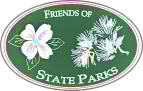 FRIENDS OF
STATE PARKS